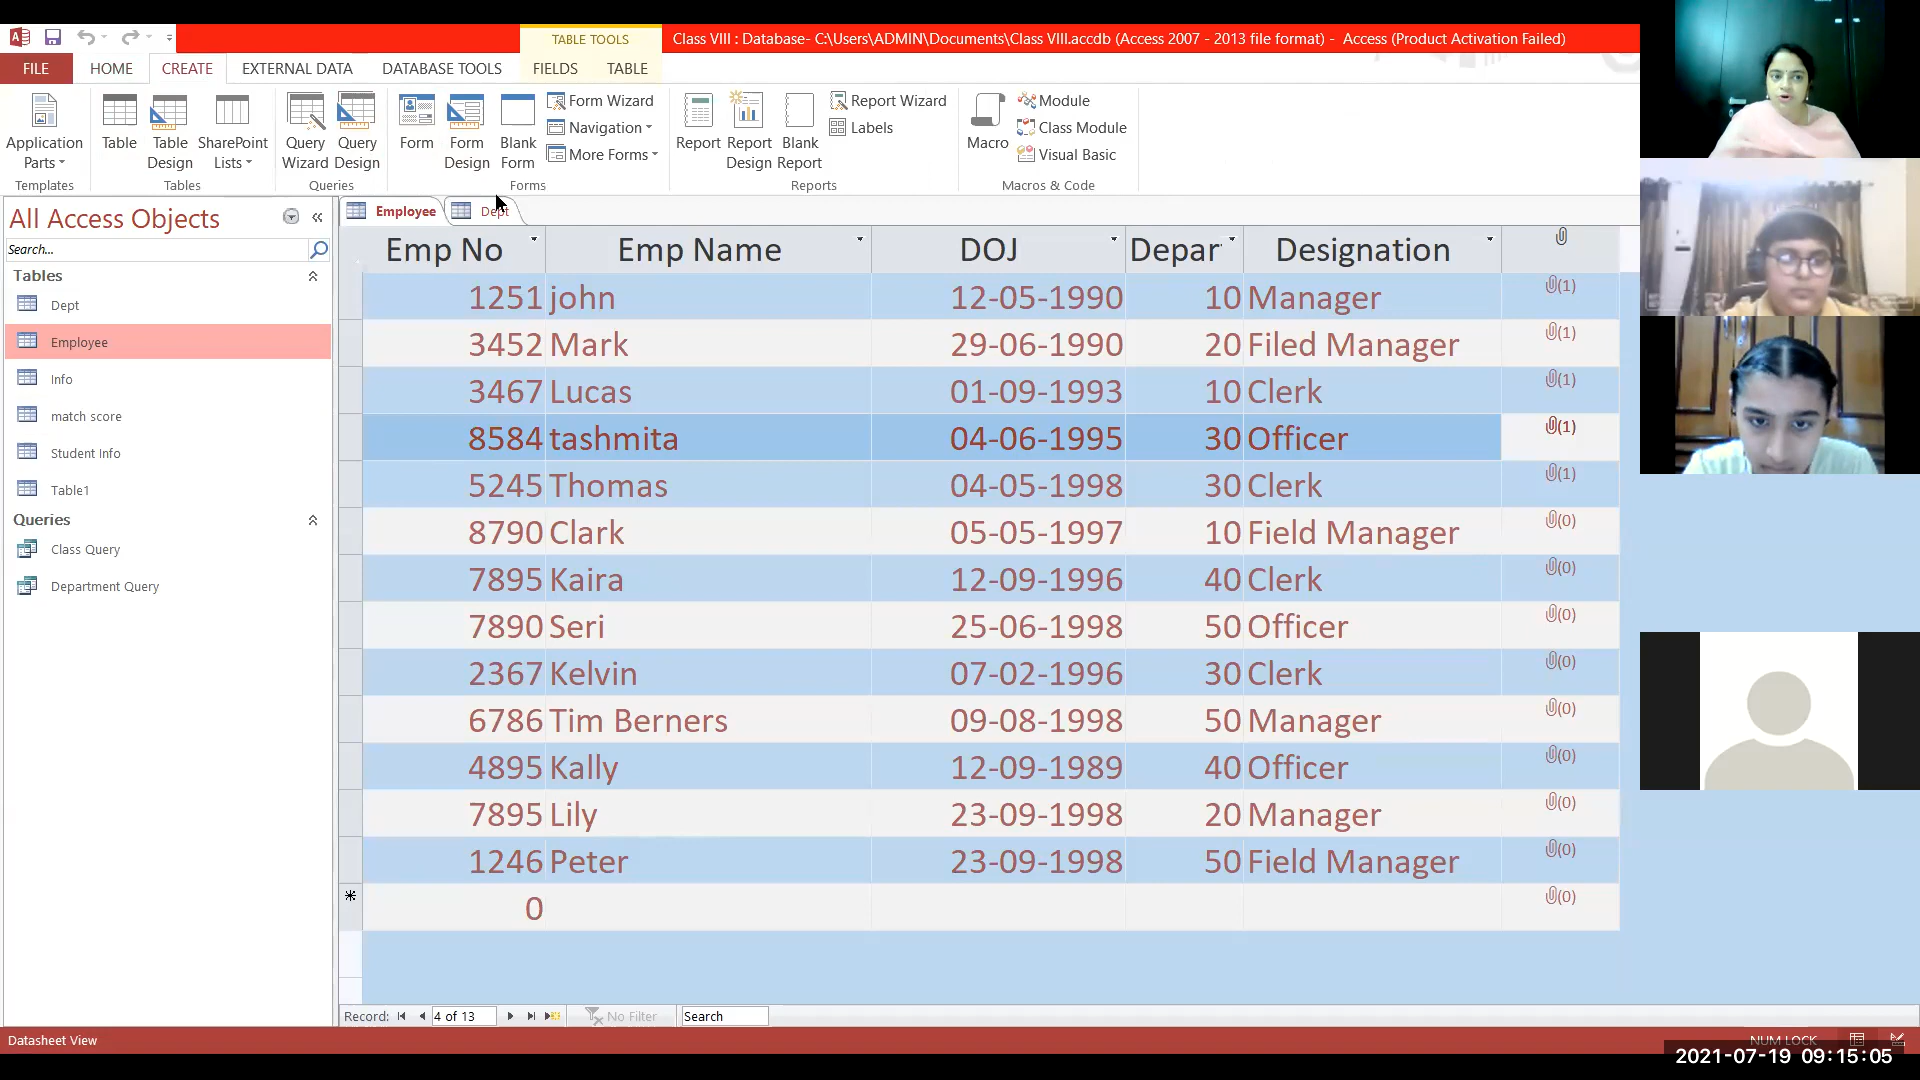 TABLE TOOLS
Class VIII : Database- C:\Users\ADMIN\Documents\Class VIII.accdb (Access 2007 - 2013 file format) - Access (Product Activation Failed)
FILE HOME CREATE EXTERNAL DATA DATABASE TOOLS FIELDS TABLE
Application Parts
Table
Table Design
SharePoint Lists
Query Wizard
Query Design
Form
Form Design
Blank Form
Form Wizard
Navigation
More Forms
Report
Report Design
Blank Report
Report Wizard
Labels
Macro
Module
Class Module
Visual Basic
Templates Tables Queries Forms Reports Macros & Code
All Access Objects
Search...
Tables
Dept
Employee
Info
match score
Student Info
Table1
Queries
Class Query
Department Query
Employee Dept
Emp No Emp Name DOJ Depar Designation
1251 john 12-05-1990 10 Manager (1)
3452 Mark 29-06-1990 20 Filed Manager (1)
3467 Lucas 01-09-1993 10 Clerk (1)
8584 tashmita 04-06-1995 30 Officer (1)
5245 Thomas 04-05-1998 30 Clerk (1)
8790 Clark 05-05-1997 10 Field Manager (0)
7895 Kaira 12-09-1996 40 Clerk (0)
7890 Seri 25-06-1998 50 Officer (0)
2367 Kelvin 07-02-1996 30 Clerk (0)
6786 Tim Berners 09-08-1998 50 Manager (0)
4895 Kally 12-09-1989 40 Officer (0)
7895 Lily 23-09-1998 20 Manager (0)
1246 Peter 23-09-1998 50 Field Manager (0)
* 0 (0)
Record: 4 of 13 No Filter Search
Datasheet View NUM LOCK
2021-07-19 09:15:05